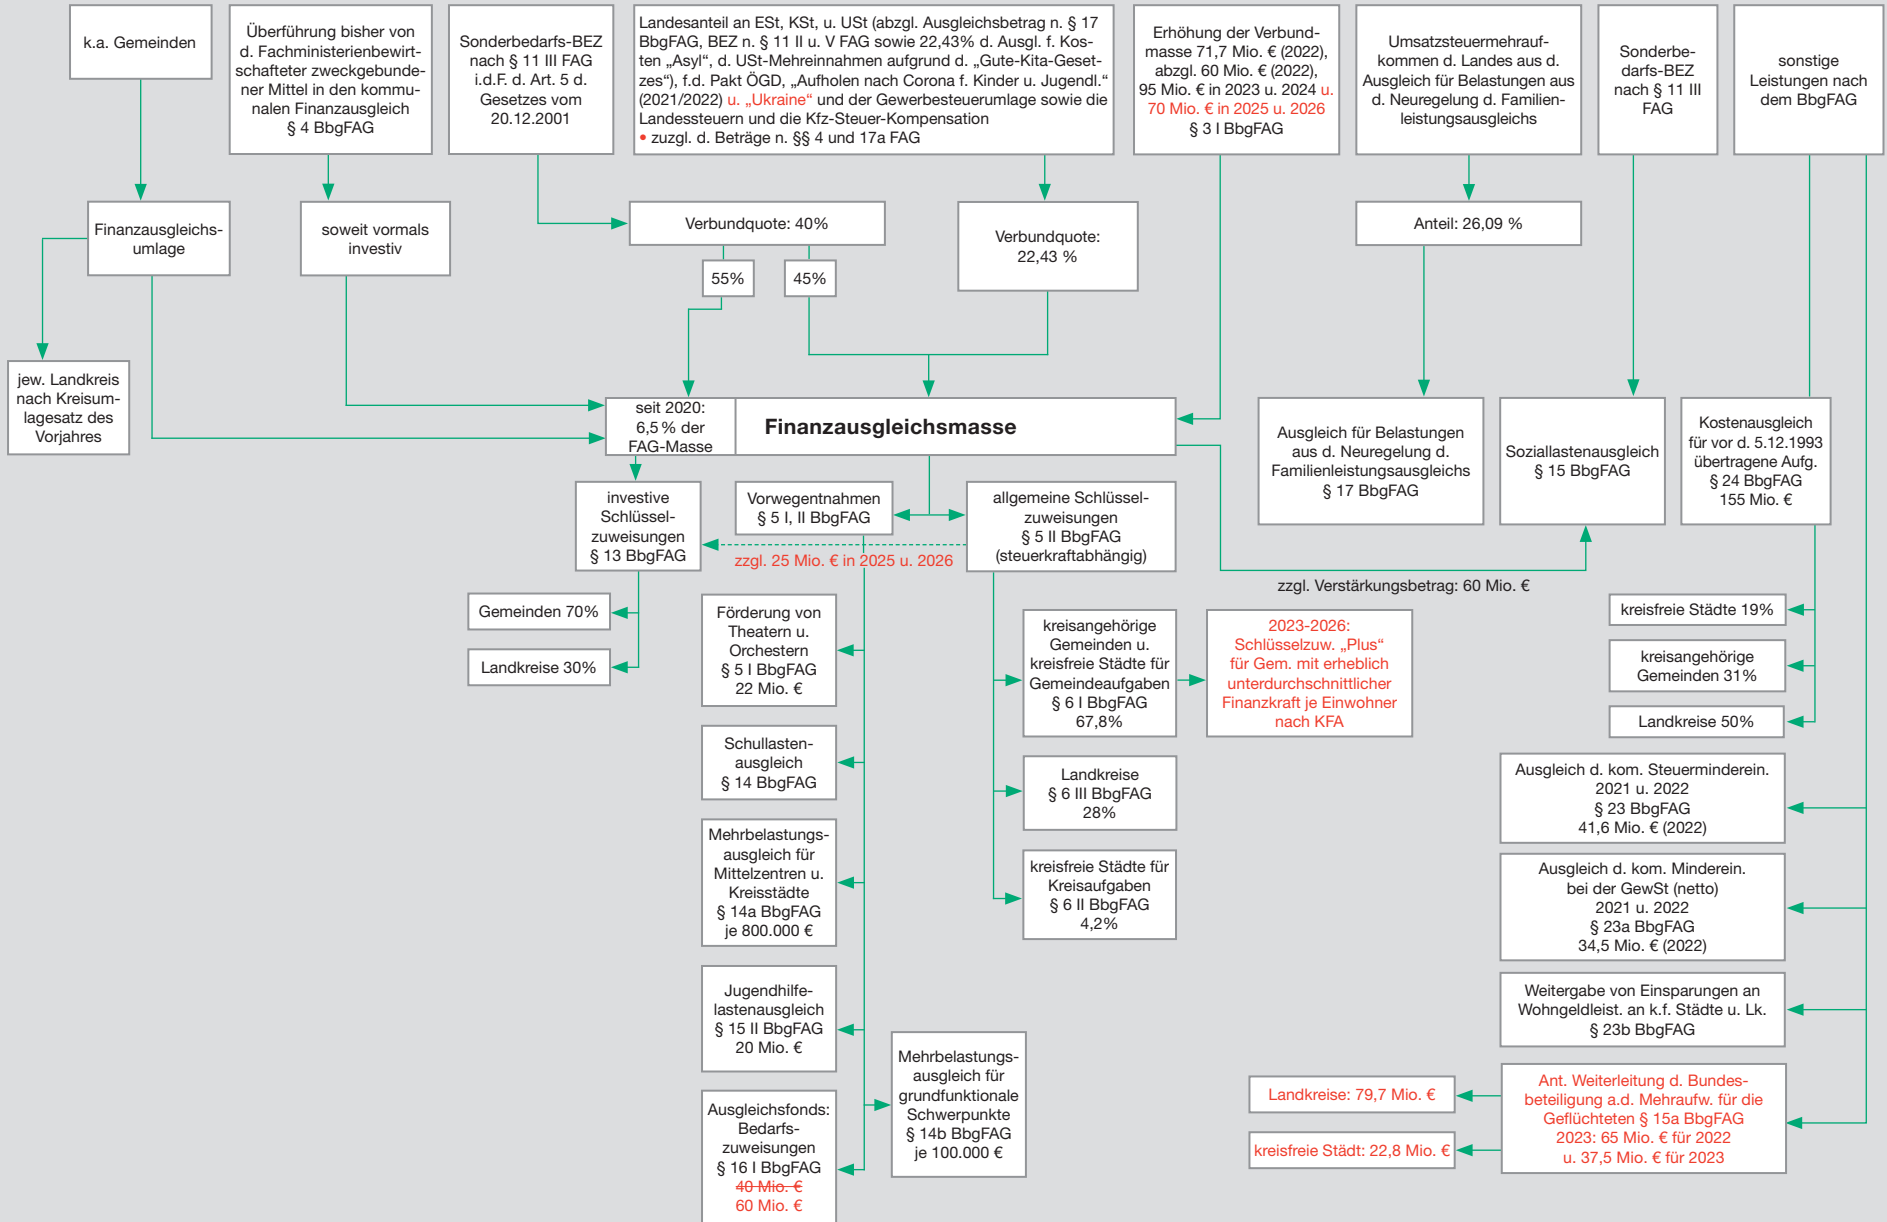 k.a. Gemeinden
Überführung bisher von
d. Fachministerienbewirt-
schafteter zweckgebunde-
ner Mittel in den kommu-
nalen Finanzausgleich
§ 4 BbgFAG
Sonderbedarfs-BEZ
nach § 11 III FAG
i.d.F. d. Art. 5 d.
Gesetzes vom
20.12.2001
Landesanteil an ESt, KSt, u. USt (abzgl. Ausgleichsbetrag n. § 17
BbgFAG, BEZ n. § 11 II u. V FAG sowie 22,43% d. Ausgl. f. Kos-
ten „Asyl“, d. USt-Mehreinnahmen aufgrund d. „Gute-Kita-Geset-
zes“), f.d. Pakt ÖGD, „Aufholen nach Corona f. Kinder u. Jugendl.“
(2021/2022) u. „Ukraine“ und der Gewerbesteuerumlage sowie die
Landessteuern und die Kfz-Steuer-Kompensation
• zuzgl. d. Beträge n. §§ 4 und 17a FAG
Erhöhung der Verbund-
masse 71,7 Mio. € (2022),
abzgl. 60 Mio. € (2022),
95 Mio. € in 2023 u. 2024 u.
70 Mio. € in 2025 u. 2026
§ 3 I BbgFAG
Umsatzsteuermehrauf-
kommen d. Landes aus d.
Ausgleich für Belastungen aus
d. Neuregelung d. Familien-
leistungsausgleichs
Sonderbe-
darfs-BEZ
nach § 11 III
FAG
sonstige
Leistungen nach
dem BbgFAG
Finanzausgleichs-
umlage
soweit vormals
investiv
Verbundquote: 40%
55%
45%
Verbundquote:
22,43 %
Anteil: 26,09 %
jew. Landkreis
nach Kreisum-
lagesatz des
Vorjahres
seit 2020:
6,5 % der
FAG-Masse
Finanzausgleichsmasse
Ausgleich für Belastungen
aus d. Neuregelung d.
Familienleistungsausgleichs
§ 17 BbgFAG
Soziallastenausgleich
§ 15 BbgFAG
Kostenausgleich
für vor d. 5.12.1993
übertragene Aufg.
§ 24 BbgFAG
155 Mio. €
investive
Schlüssel-
zuweisungen
§ 13 BbgFAG
Vorwegentnahmen
§ 5 I, II BbgFAG
allgemeine Schlüssel-
zuweisungen
§ 5 II BbgFAG
(steuerkraftabhängig)
zzgl. 25 Mio. € in 2025 u. 2026
zzgl. Verstärkungsbetrag: 60 Mio. €
Gemeinden 70%
Landkreise 30%
Förderung von
Theatern u.
Orchestern
§ 5 I BbgFAG
22 Mio. €
Schullasten-
ausgleich
§ 14 BbgFAG
Mehrbelastungs-
ausgleich für
Mittelzentren u.
Kreisstädte
§ 14a BbgFAG
je 800.000 €
Jugendhilfe-
lastenausgleich
§ 15 II BbgFAG
20 Mio. €
Ausgleichsfonds:
Bedarfs-
zuweisungen
§ 16 I BbgFAG
40 Mio. €
60 Mio. €
Mehrbelastungs-
ausgleich für
grundfunktionale
Schwerpunkte
§ 14b BbgFAG
je 100.000 €
kreisangehörige
Gemeinden u.
kreisfreie Städte für
Gemeindeaufgaben
§ 6 I BbgFAG
67,8%
2023-2026:
Schlüsselzuw. „Plus“
für Gem. mit erheblich
unterdurchschnittlicher
Finanzkraft je Einwohner
nach KFA
Landkreise
§ 6 III BbgFAG
28%
kreisfreie Städte für
Kreisaufgaben
§ 6 II BbgFAG
4,2%
kreisfreie Städte 19%
kreisangehörige
Gemeinden 31%
Landkreise 50%
Ausgleich d. kom. Steuerminderein.
2021 u. 2022
§ 23 BbgFAG
41,6 Mio. € (2022)
Ausgleich d. kom. Minderein.
bei der GewSt (netto)
2021 u. 2022
§ 23a BbgFAG
34,5 Mio. € (2022)
Weitergabe von Einsparungen an
Wohngeldleist. an k.f. Städte u. Lk.
§ 23b BbgFAG
Ant. Weiterleitung d. Bundes-
beteiligung a.d. Mehraufw. für die
Geflüchteten § 15a BbgFAG
2023: 65 Mio. € für 2022
u. 37,5 Mio. € für 2023
Landkreise: 79,7 Mio. €
kreisfreie Städt: 22,8 Mio. €